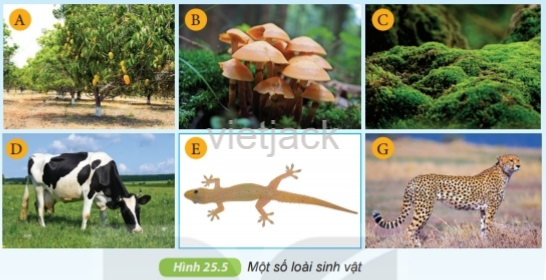 A
B
C
vietjack
D
E
G
Hình 25.5 Một số loài sinh vật